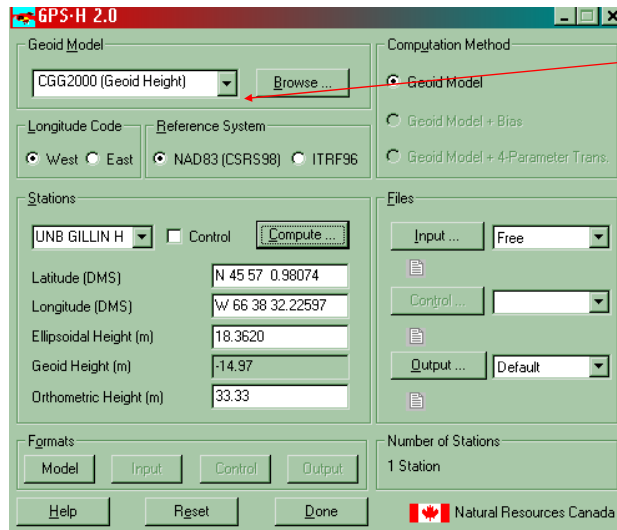 GPS·H 2.0
Geoid Model
CGG2000 (Geoid Height)
Browse ...
Computation Method
Geoid Model
Geoid Model + Bias
Geoid Model + 4-Parameter Trans.
Longitude Code
West East
Reference System
NAD83 (CSRS98) ITRF96
Stations
UNB GILLIN H Control Compute ...
Latitude (DMS) N 45 57 0.98074
Longitude (DMS) W 66 38 32.22597
Ellipsoidal Height (m) 18.3620
Geoid Height (m) -14.97
Orthometric Height (m) 33.33
Files
Input ... Free
Control ...
Output ... Default
Formats
Model Input Control Output
Number of Stations
1 Station
Help Reset Done
Natural Resources Canada